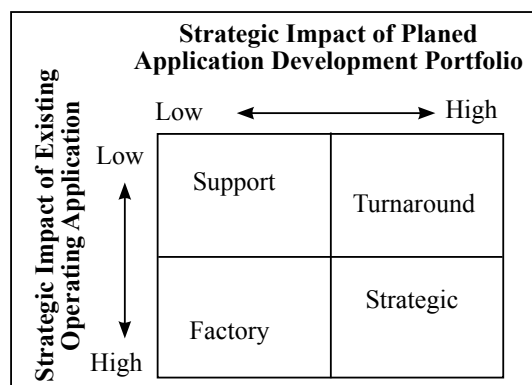 Strategic Impact of Planed
Application Development Portfolio
Low High
Strategic Impact of Existing
Operating Application
Low
High
Support
Turnaround
Factory
Strategic